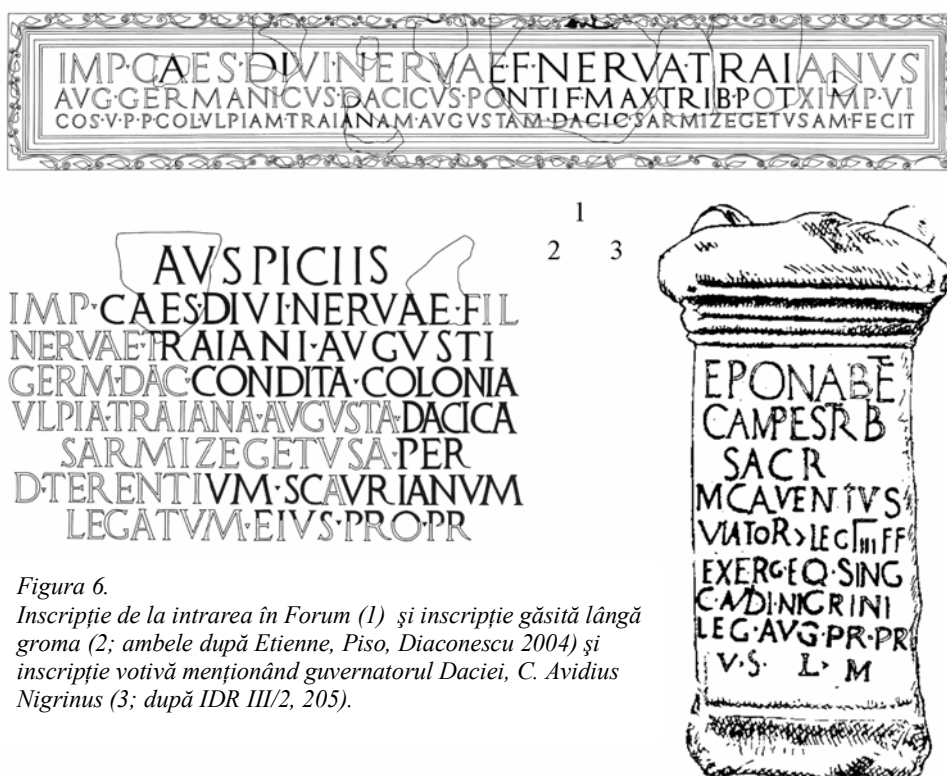 IMP·CAES·DIVI·NERVAE·F·NERVA·TRAIANVS
AVG·GERMANICVS·DACICVS·PONTIF·MAX·TRIB·POT·XI·IMP·VI
COS·V·P·P·COL·VLPIAM·TRAIANAM·AVGVSTAM·DACIC·SARMIZEGETVSAM·FECIT
1
2 3
AVSPICIIS
IMP·CAES·DIVI·NERVAE·FIL
NERVAE·TRAIANI·AVGVSTI
GERM·DAC·CONDITA·COLONIA
VLPIA·TRAIANA·AVGVSTA·DACICA
SARMIZEGETVSA·PER
D·TERENTIVM·SCAVRIANVM
LEGATVM·EIVS·PRO·PR
EPONABE
CAMPESTRB
SACR
MCAVENTIVS
VIATOR>LEGIIIIFF
EXERG·EQ·SING
C·AVIDI·NIGRINI
LEG·AVG·PR·PR
V·S· L· M
Figura 6.
Inscripție de la intrarea în Forum (1) și inscripție găsită lângă
groma (2; ambele după Etienne, Piso, Diaconescu 2004) și
inscripție votivă menționând guvernatorul Daciei, C. Avidius
Nigrinus (3; după IDR III/2, 205).